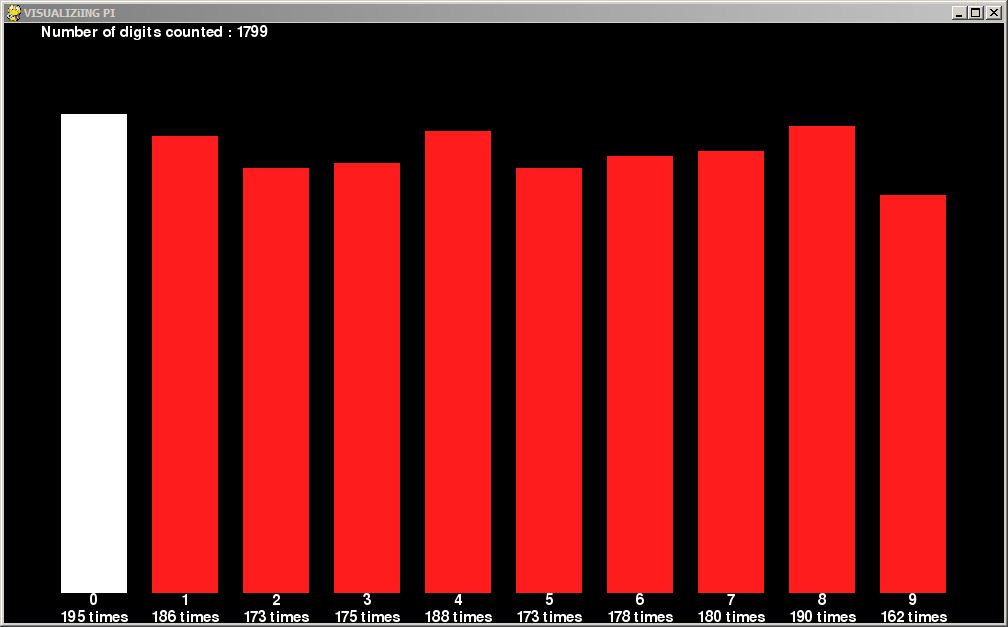 VISUALIZiING PI
Number of digits counted : 1799
0 1 2 3 4 5 6 7 8 9
195 times 186 times 173 times 175 times 188 times 173 times 178 times 180 times 190 times 162 times